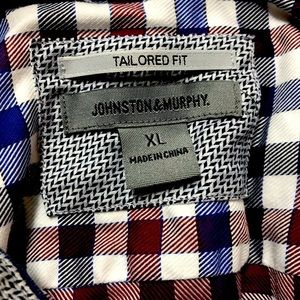 TAILORED FIT
JOHNSTON & MURPHY.
XL
MADE IN CHINA